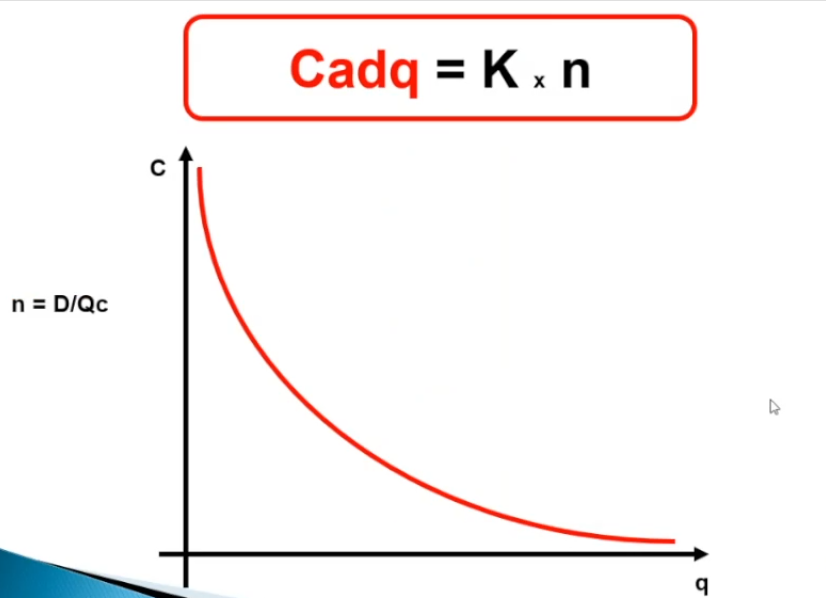 Cadq = K x n
C
n = D/Qc
q